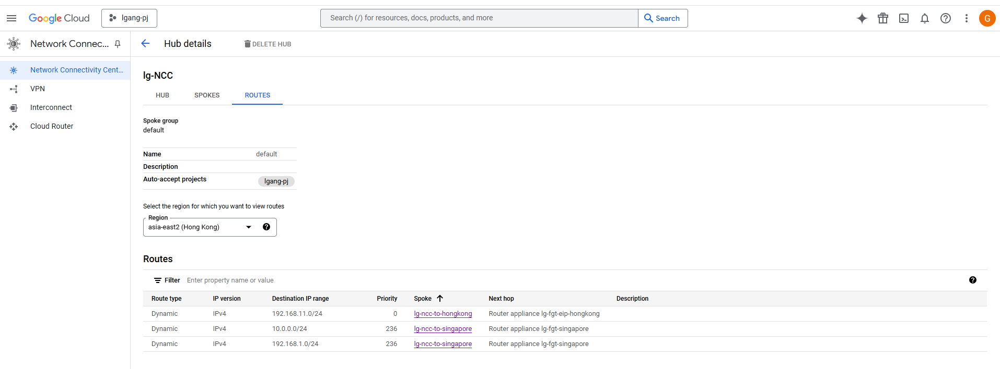 Google Cloud
lgang-pj
Search (/) for resources, docs, products, and more
Search
G
Network Connec...
Hub details
DELETE HUB
Network Connectivity Cent...
VPN
Interconnect
Cloud Router
lg-NCC
HUB SPOKES ROUTES
Spoke group
default
Name default
Description
Auto-accept projects lgang-pj
Select the region for which you want to view routes
Region
asia-east2 (Hong Kong)
Routes
Filter Enter property name or value
Route type IP version Destination IP range Priority Spoke Next hop Description
Dynamic IPv4 192.168.11.0/24 0 lg-ncc-to-hongkong Router appliance lg-fgt-eip-hongkong
Dynamic IPv4 10.0.0.0/24 236 lg-ncc-to-singapore Router appliance lg-fgt-singapore
Dynamic IPv4 192.168.1.0/24 236 lg-ncc-to-singapore Router appliance lg-fgt-singapore